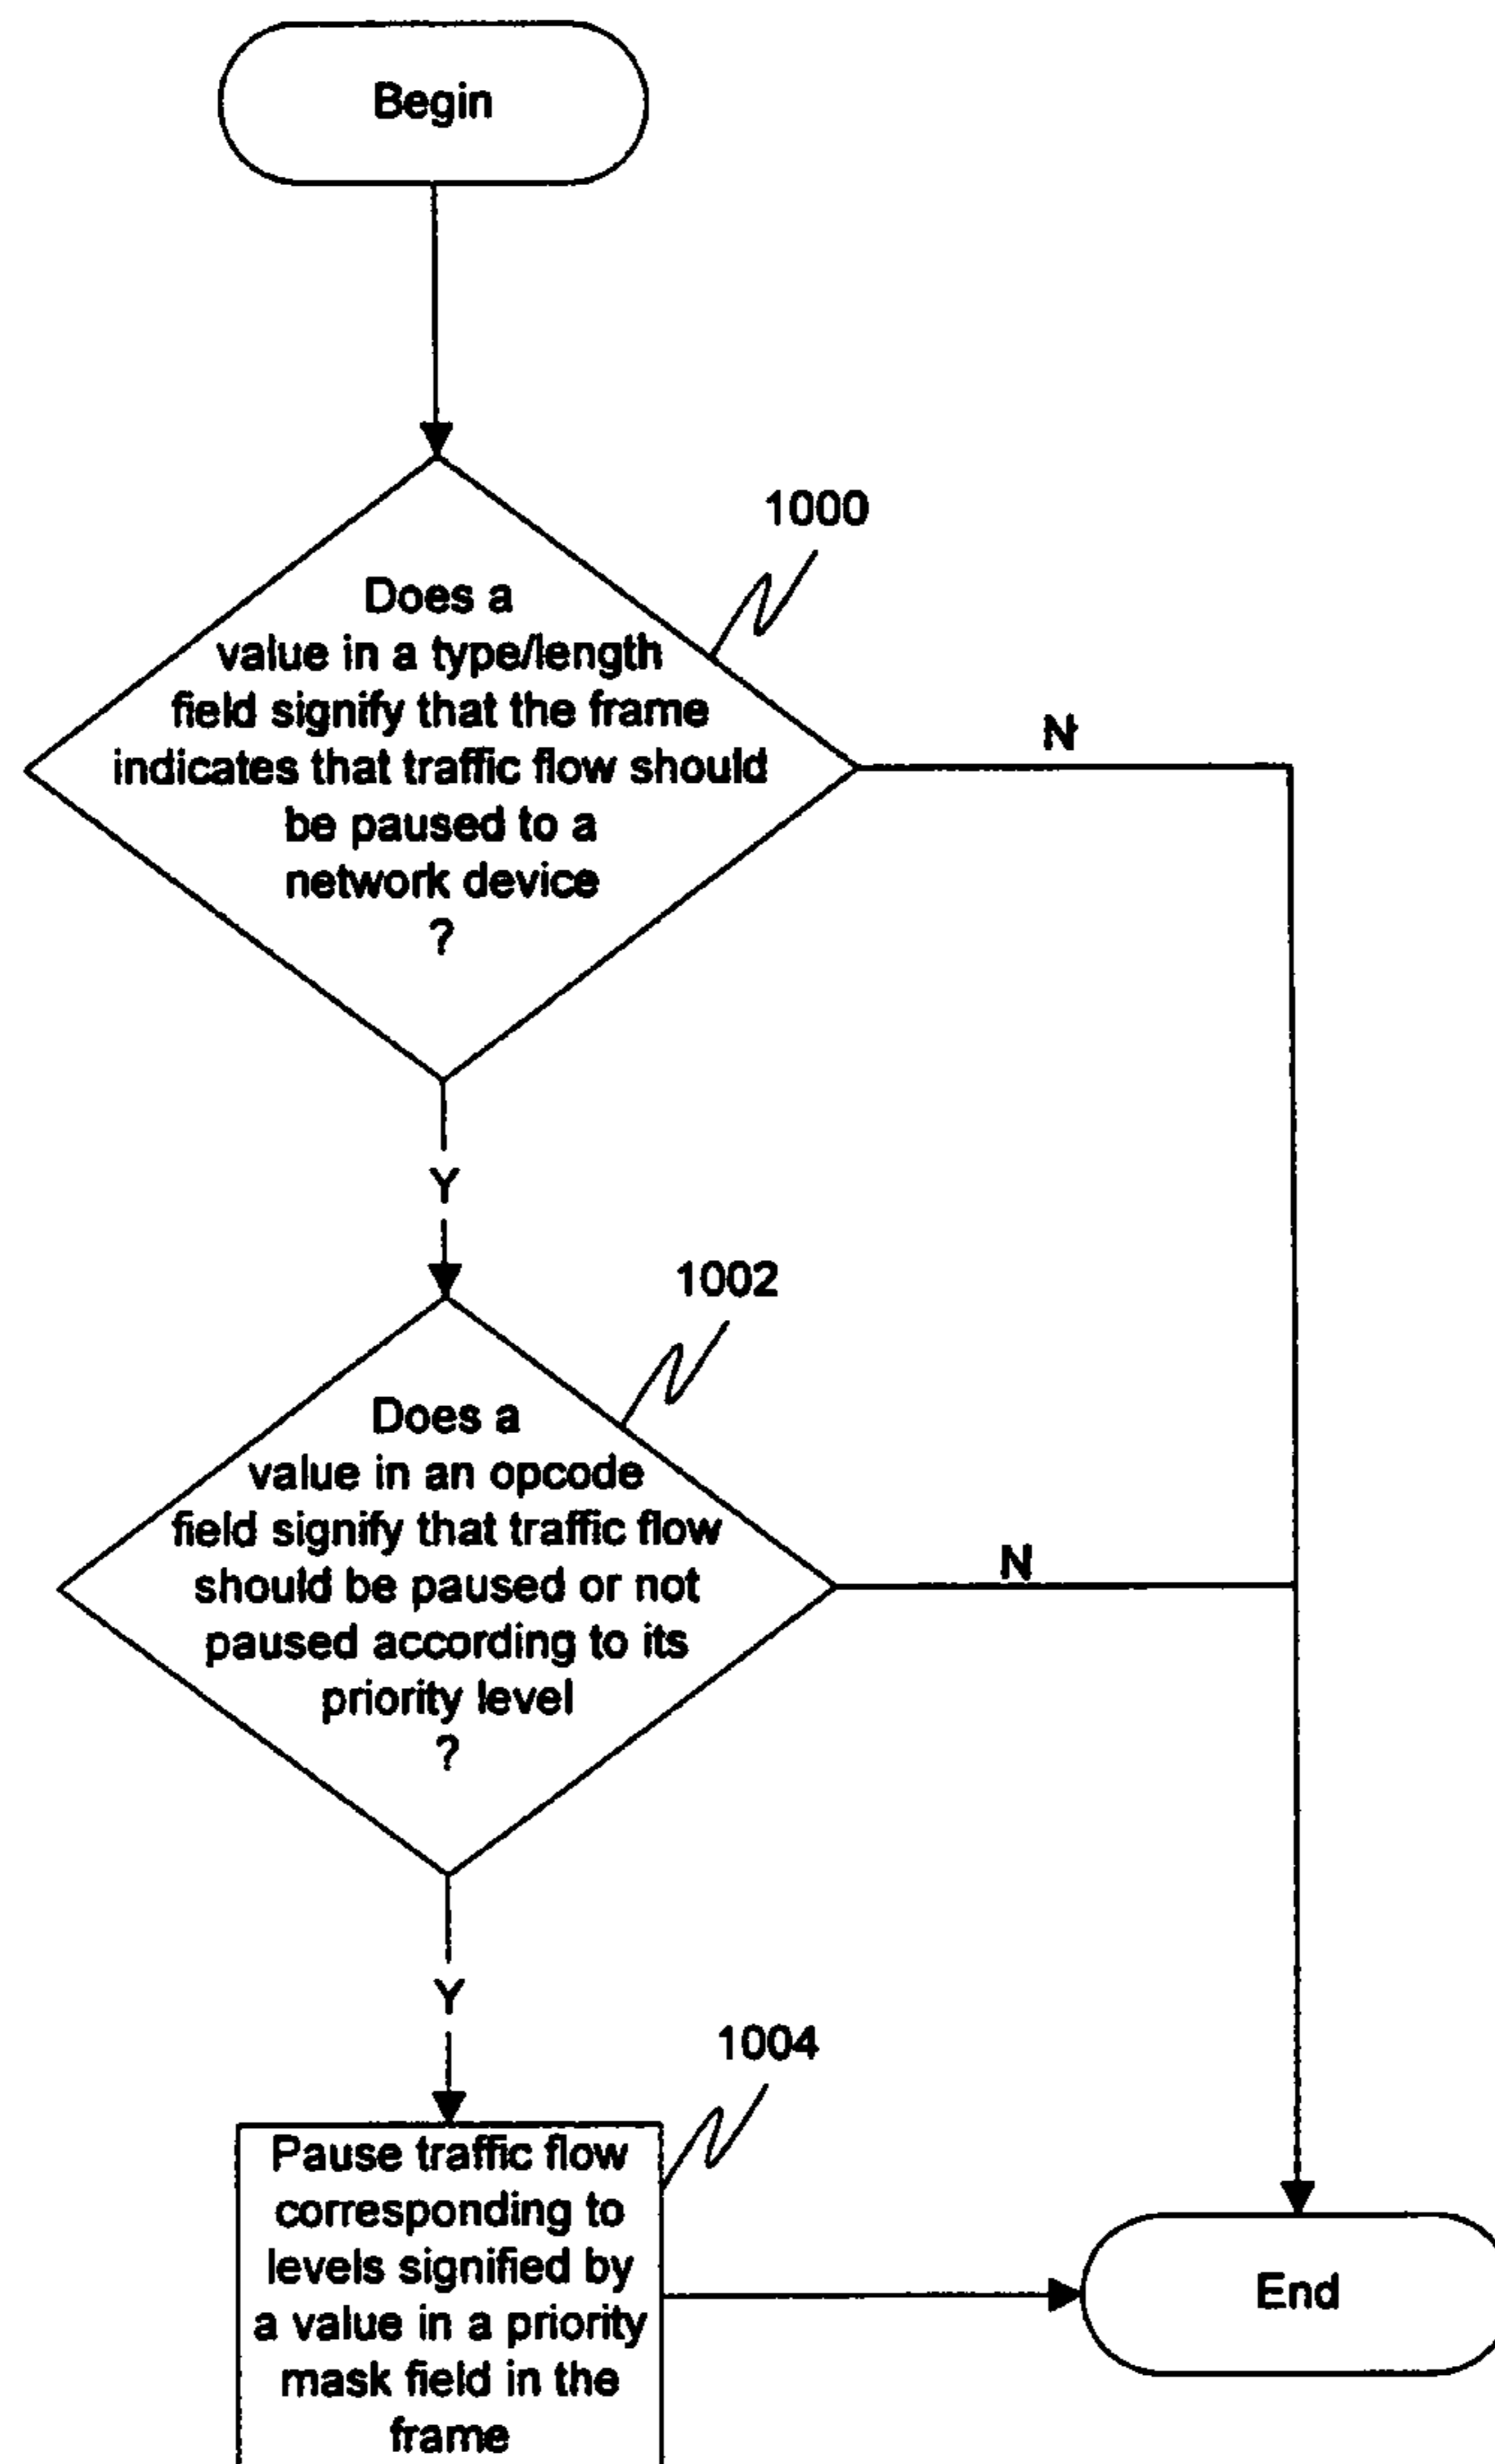 Begin
1000
Does a
value in a type/length
field signify that the frame
indicates that traffic flow should
be paused to a
network device
?
N
Y
1002
Does a
value in an opcode
field signify that traffic flow
should be paused or not
paused according to its
priority level
?
N
Y
1004
Pause traffic flow
corresponding to
levels signified by
a value in a priority
mask field in the
frame
End